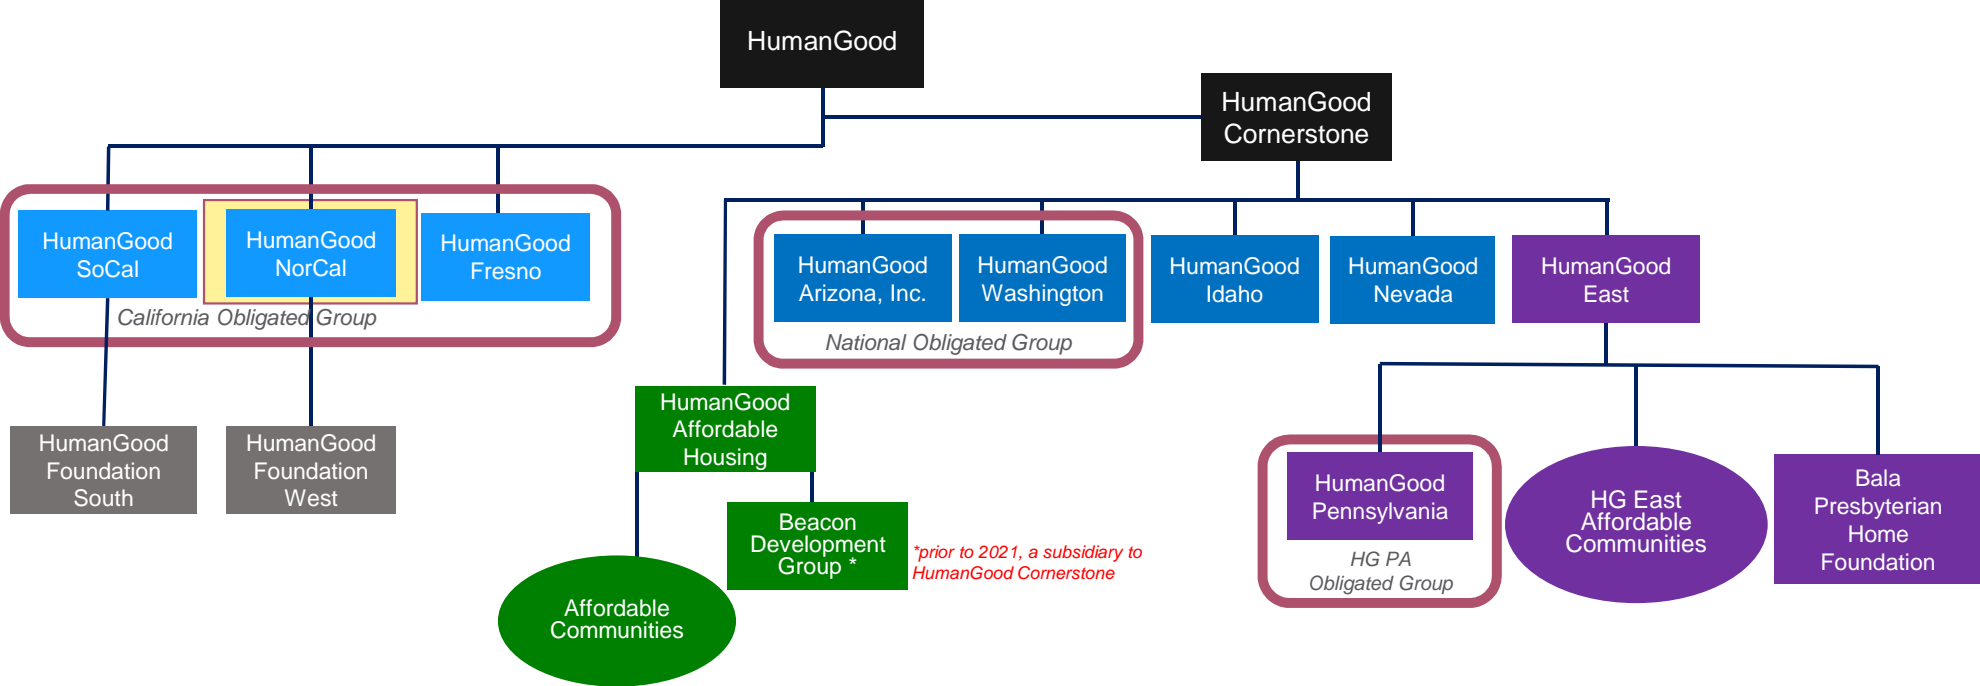 HumanGood
HumanGood
Cornerstone
HumanGood
SoCal
HumanGood
NorCal
HumanGood
Fresno
California Obligated Group
HumanGood
Arizona, Inc.
HumanGood
Washington
National Obligated Group
HumanGood
Idaho
HumanGood
Nevada
HumanGood
East
HumanGood
Foundation
South
HumanGood
Foundation
West
HumanGood
Affordable
Housing
Beacon
Development
Group *
*prior to 2021, a subsidiary to
HumanGood Cornerstone
Affordable
Communities
HumanGood
Pennsylvania
HG PA
Obligated Group
HG East
Affordable
Communities
Bala
Presbyterian
Home
Foundation